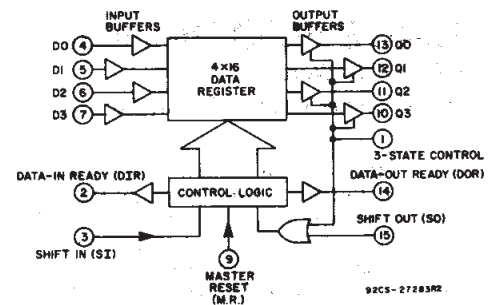 INPUT BUFFERS
OUTPUT BUFFERS
D0 4
D1 5
D2 6
D3 7
4×16 DATA REGISTER
13 Q0
12 Q1
11 Q2
10 Q3
1
3-STATE CONTROL
DATA-IN READY (DIR)
2
CONTROL LOGIC
DATA-OUT READY (DOR)
14
3
SHIFT IN (SI)
9
MASTER RESET (M.R.)
SHIFT OUT (SO)
15
92CS-27283R2